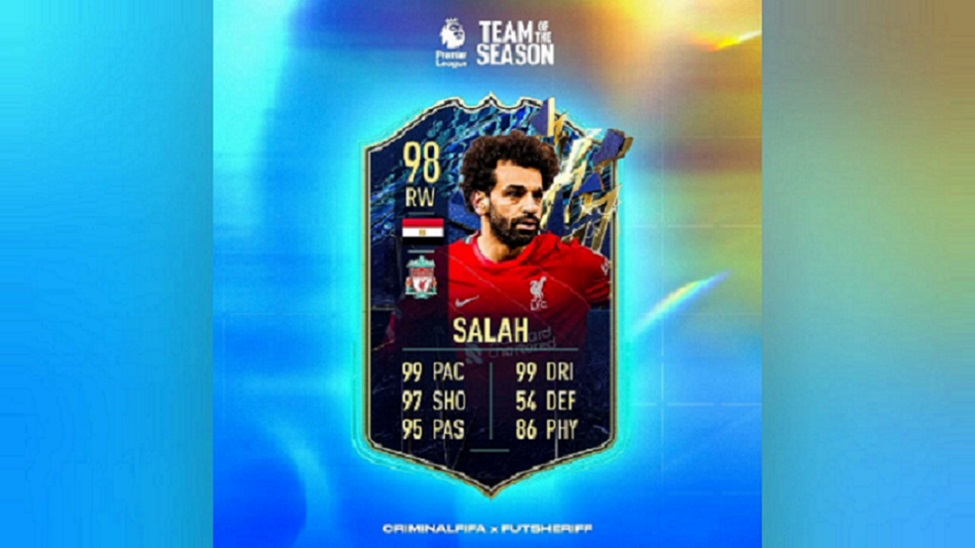 Premier
League
TEAM OF THE
SEASON
98
RW
LFC
SALAH
99 PAC
97 SHO
95 PAS
99 DRI
54 DEF
86 PHY
CRIMINALFIFA x FUTSHERIFF